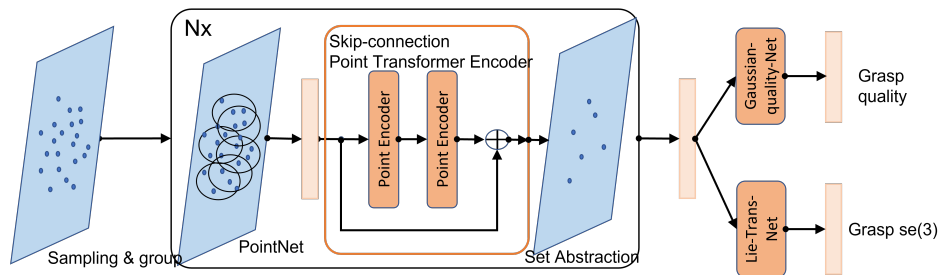 Nx
Skip-connection
Point Transformer Encoder
Point Encoder
Point Encoder
Sampling & group
PointNet
Set Abstraction
Gaussian-
quality-Net
Grasp
quality
Lie-Trans-
Net
Grasp se(3)